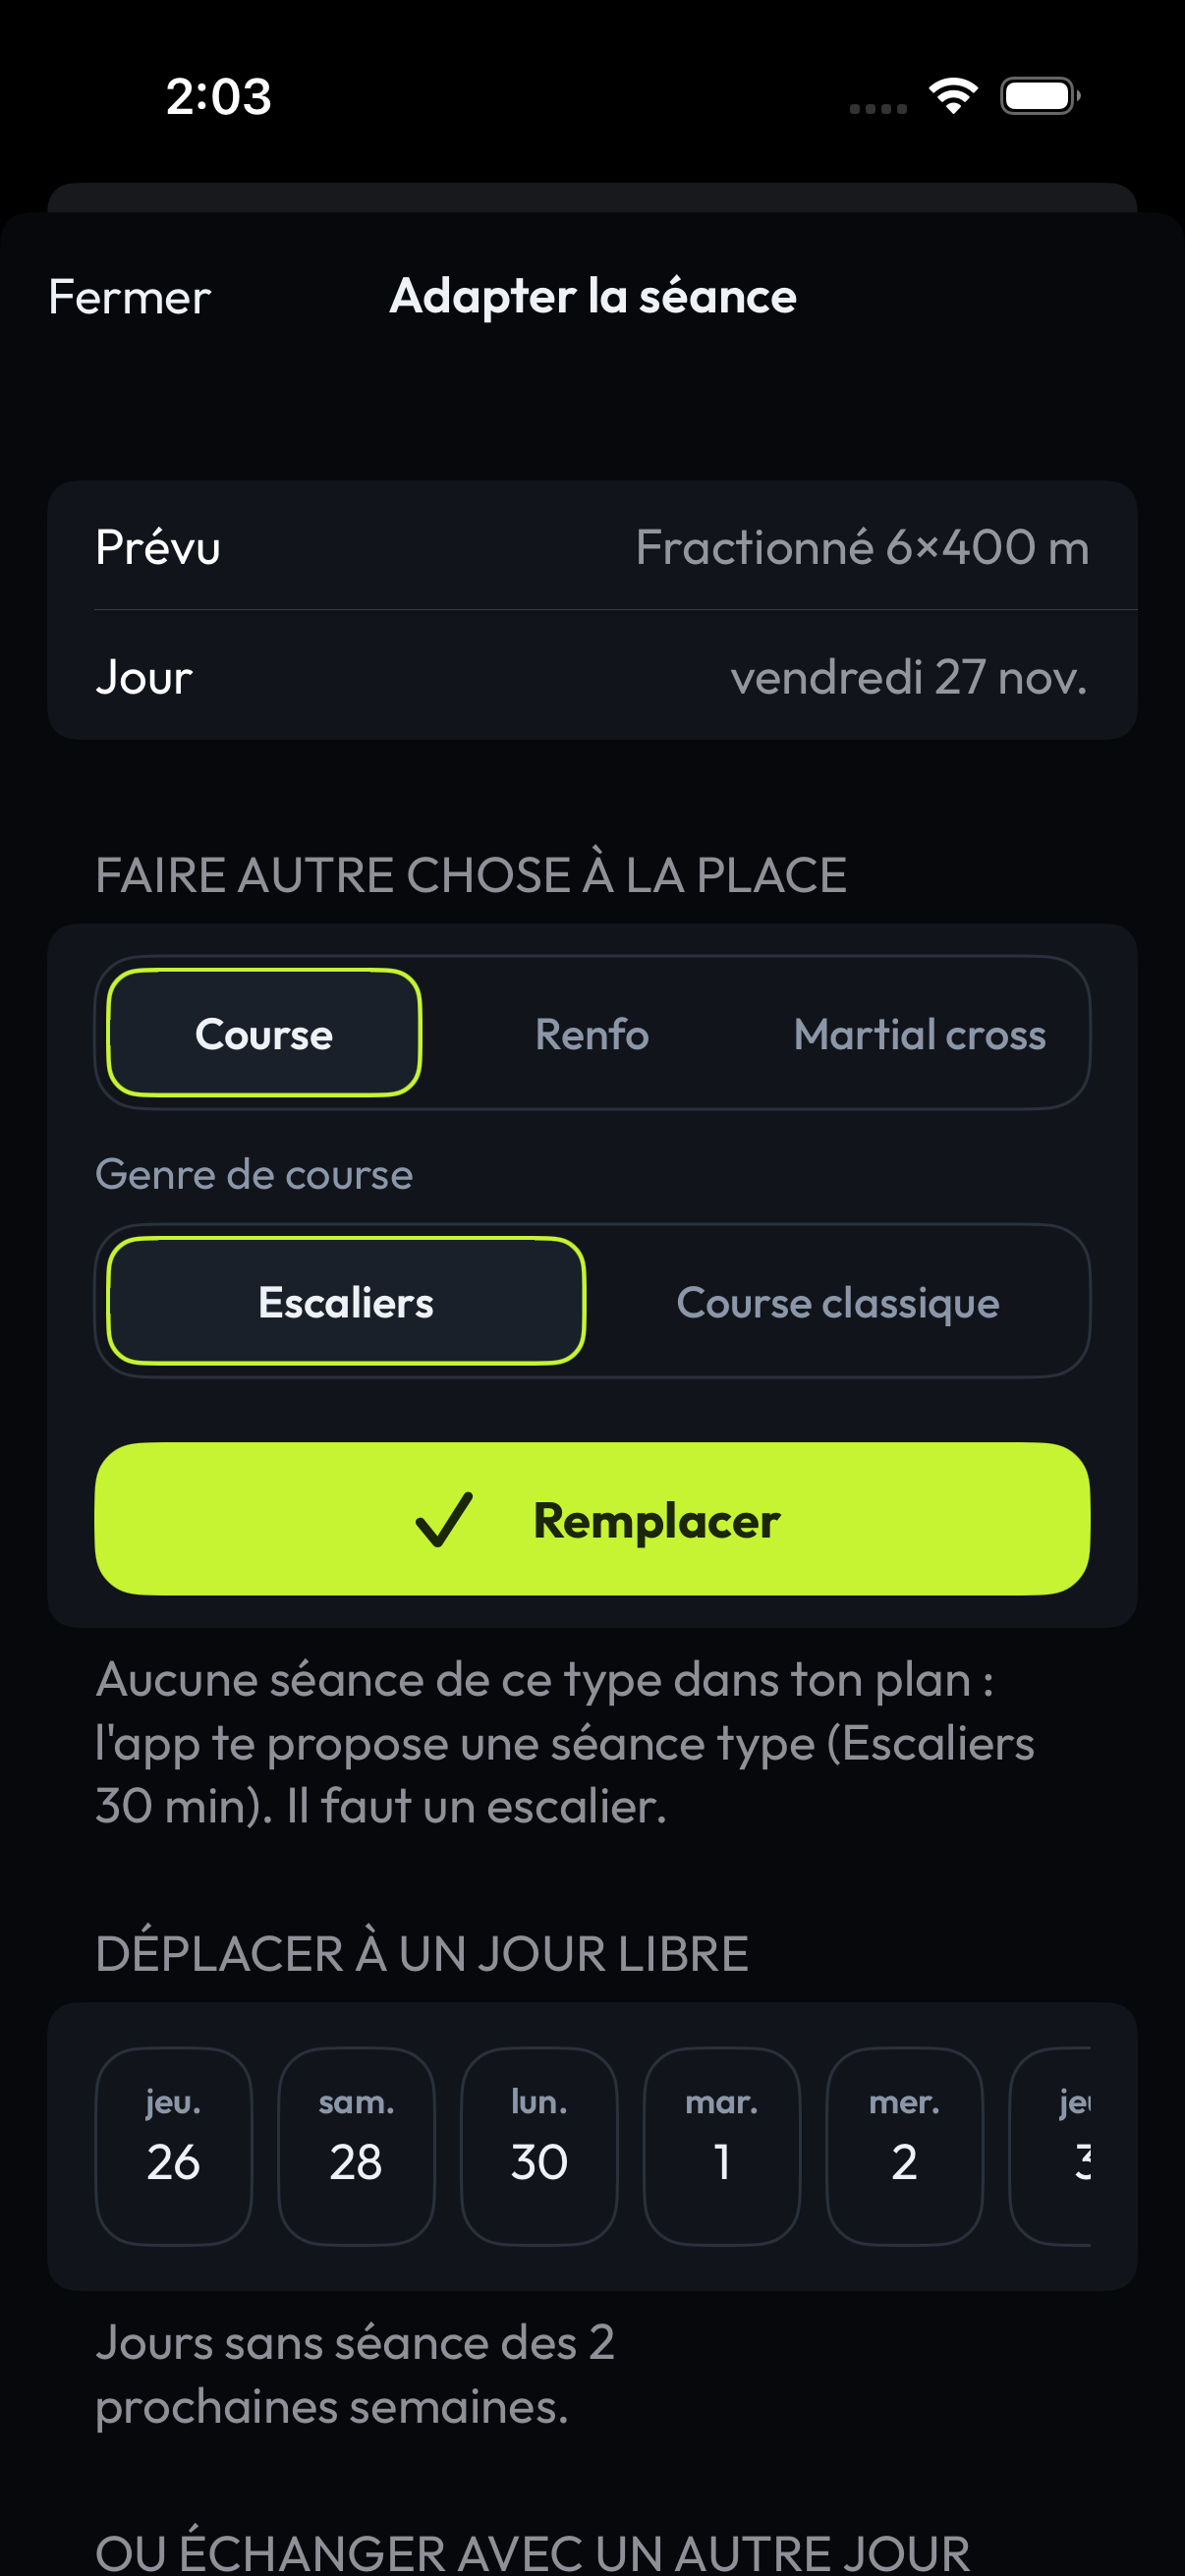 2:03
Fermer
Adapter la séance
Prévu
Fractionné 6×400 m
Jour
vendredi 27 nov.
FAIRE AUTRE CHOSE À LA PLACE
Course
Renfo
Martial cross
Genre de course
Escaliers
Course classique
Remplacer
Aucune séance de ce type dans ton plan :
l'app te propose une séance type (Escaliers
30 min). Il faut un escalier.
DÉPLACER À UN JOUR LIBRE
jeu. sam. lun. mar. mer.
26 28 30 1 2
Jours sans séance des 2
prochaines semaines.
OU ÉCHANGER AVEC UN AUTRE JOUR